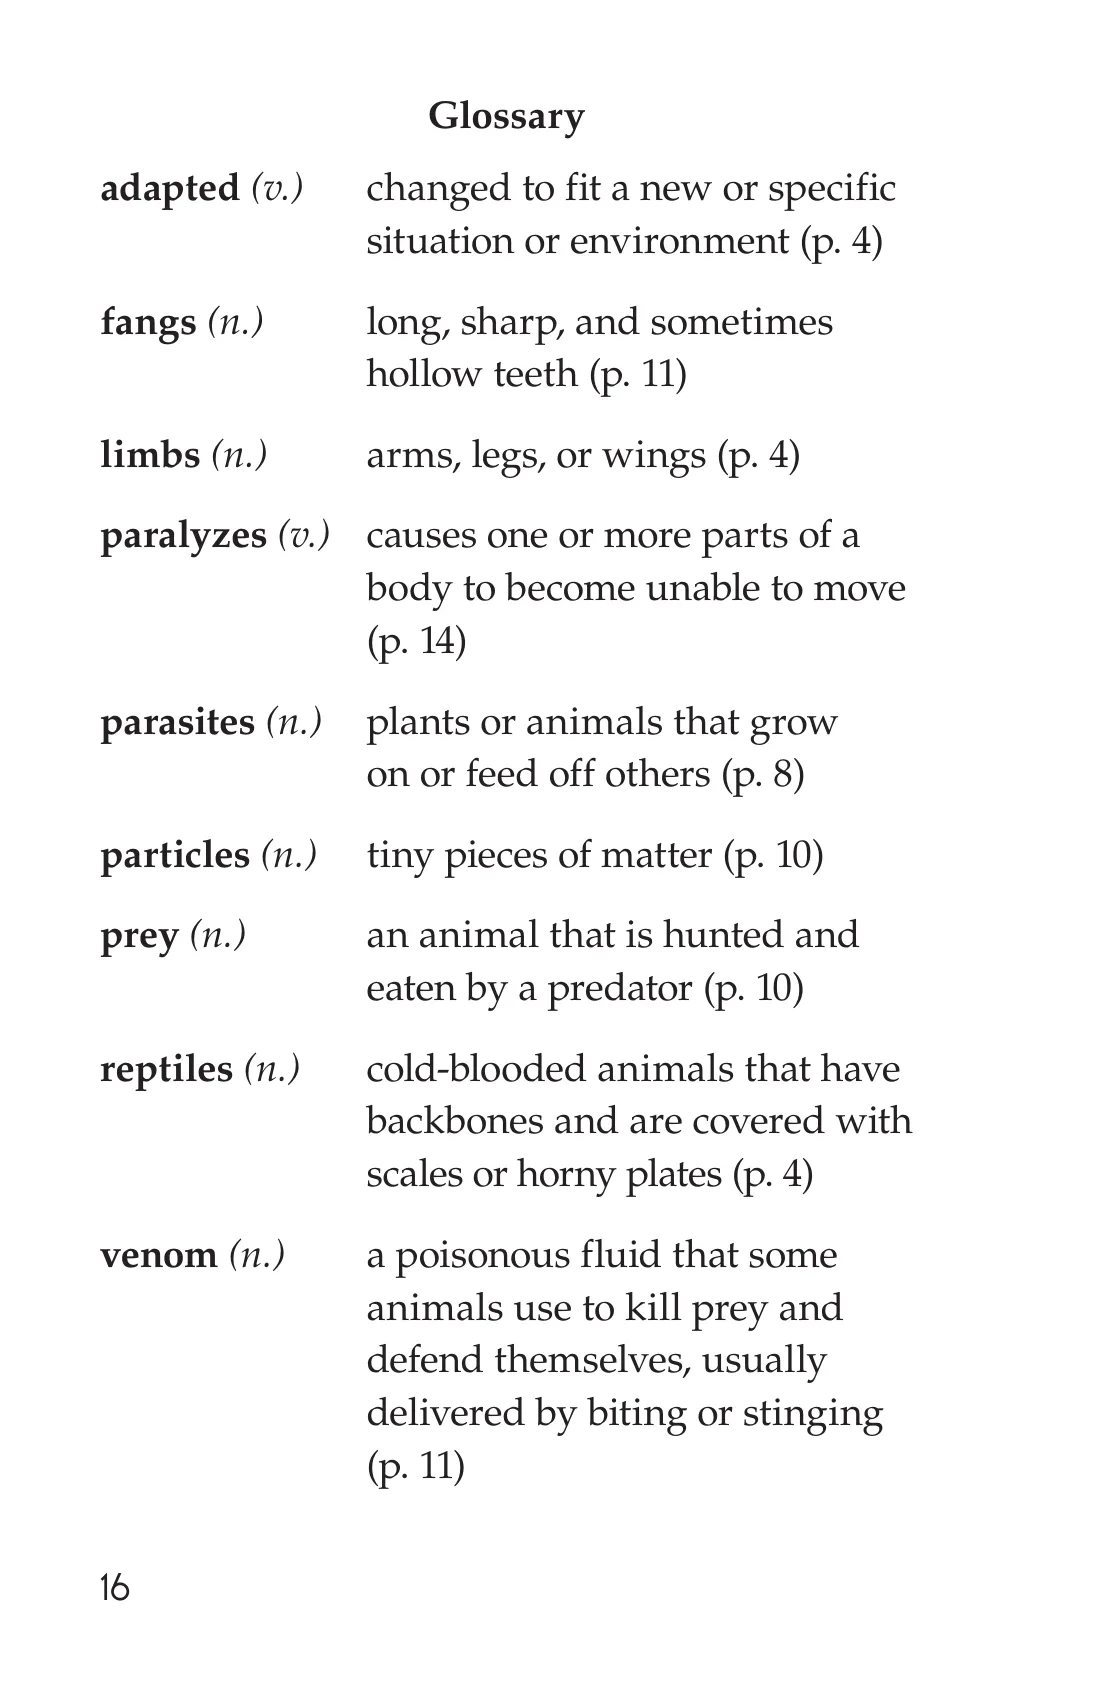 Glossary
adapted (v.) changed to fit a new or specific
situation or environment (p. 4)
fangs (n.) long, sharp, and sometimes
hollow teeth (p. 11)
limbs (n.) arms, legs, or wings (p. 4)
paralyzes (v.) causes one or more parts of a
body to become unable to move
(p. 14)
parasites (n.) plants or animals that grow
on or feed off others (p. 8)
particles (n.) tiny pieces of matter (p. 10)
prey (n.) an animal that is hunted and
eaten by a predator (p. 10)
reptiles (n.) cold-blooded animals that have
backbones and are covered with
scales or horny plates (p. 4)
venom (n.) a poisonous fluid that some
animals use to kill prey and
defend themselves, usually
delivered by biting or stinging
(p. 11)
16